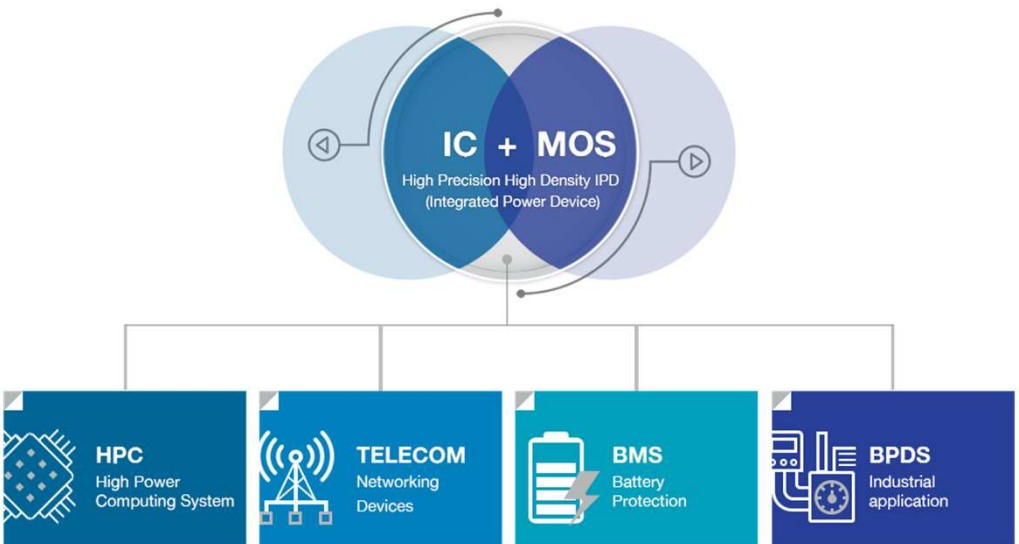 IC + MOS
High Precision High Density IPD
(Integrated Power Device)
HPC
High Power
Computing System
TELECOM
Networking
Devices
BMS
Battery
Protection
BPDS
Industrial
application